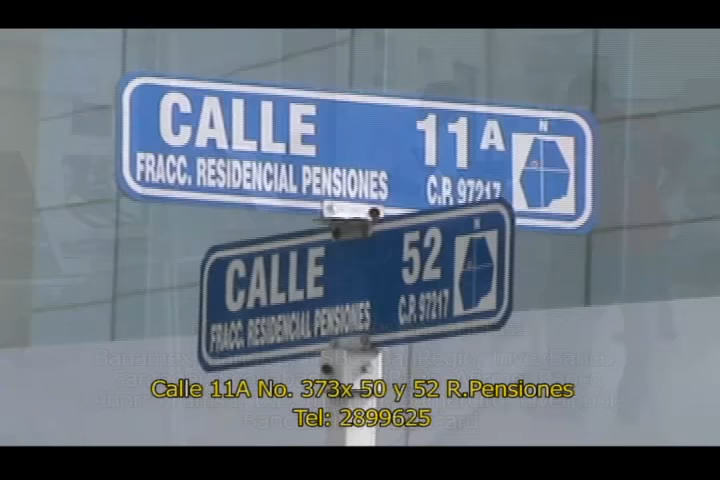 CALLE 11 A
N
FRACC. RESIDENCIAL PENSIONES C.P. 97217
CALLE 52
N
FRACC. RESIDENCIAL PENSIONES C.P. 97217
Calle 11A No. 373x 50 y 52 R.Pensiones
Tel: 2899625